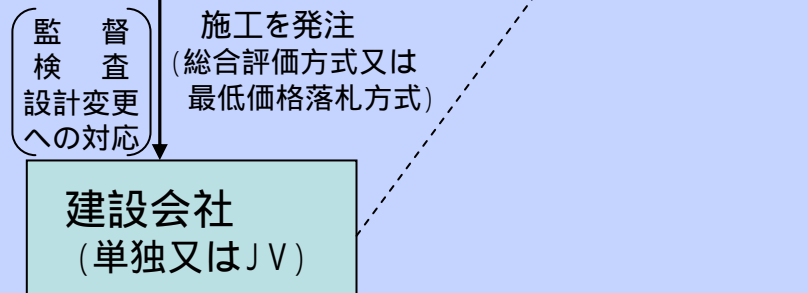 監　督
検　査
設計変更
への対応
施工を発注
(総合評価方式又は
最低価格落札方式)
建設会社
(単独又はJV)